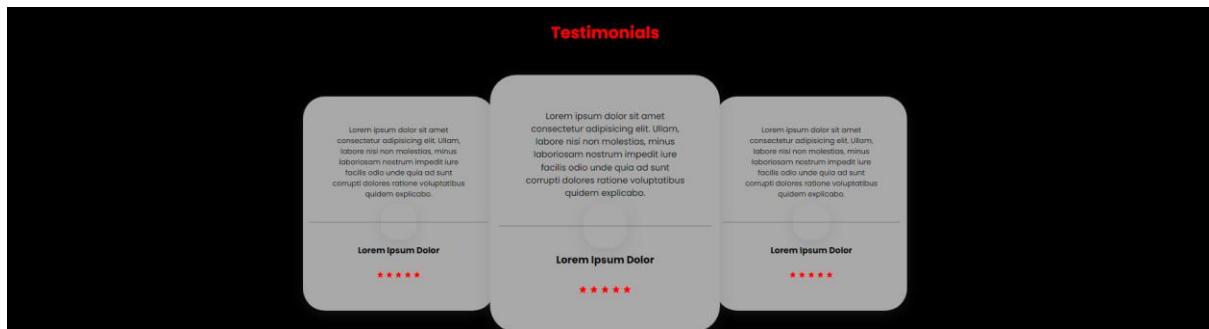 Testimonials
Lorem ipsum dolor sit amet
consectetur adipisicing elit. Ullam,
labore nisi non molestias, minus
laboriosam nostrum impedit iure
facilis odio unde quia ad sunt
corrupti dolores ratione voluptatibus
quidem explicabo.
Lorem Ipsum Dolor
Lorem ipsum dolor sit amet
consectetur adipisicing elit. Ullam,
labore nisi non molestias, minus
laboriosam nostrum impedit iure
facilis odio unde quia ad sunt
corrupti dolores ratione voluptatibus
quidem explicabo.
Lorem Ipsum Dolor
Lorem ipsum dolor sit amet
consectetur adipisicing elit. Ullam,
labore nisi non molestias, minus
laboriosam nostrum impedit iure
facilis odio unde quia ad sunt
corrupti dolores ratione voluptatibus
quidem explicabo.
Lorem Ipsum Dolor